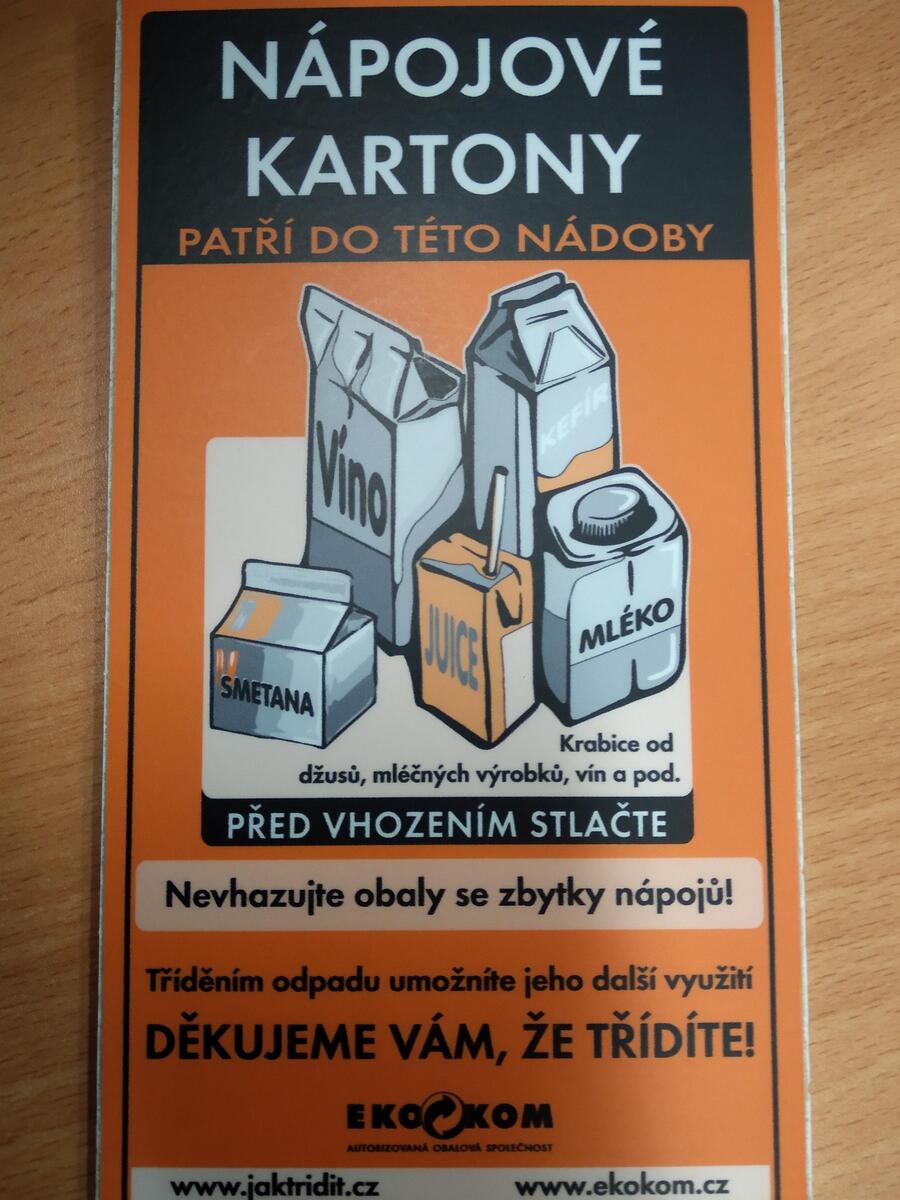 NÁPOJOVÉ
KARTONY
PATŘÍ DO TÉTO NÁDOBY
Víno
KEFÍR
JUICE
MLÉKO
SMETANA
Krabice od
džusů, mléčných výrobků, vín a pod.
PŘED VHOZENÍM STLAČTE
Nevhazujte obaly se zbytky nápojů!
Tříděním odpadu umožníte jeho další využití
DĚKUJEME VÁM, ŽE TŘÍDÍTE!
EKO KOM
AUTORIZOVANÁ OBALOVÁ SPOLEČNOST
www.jaktridit.cz www.ekokom.cz